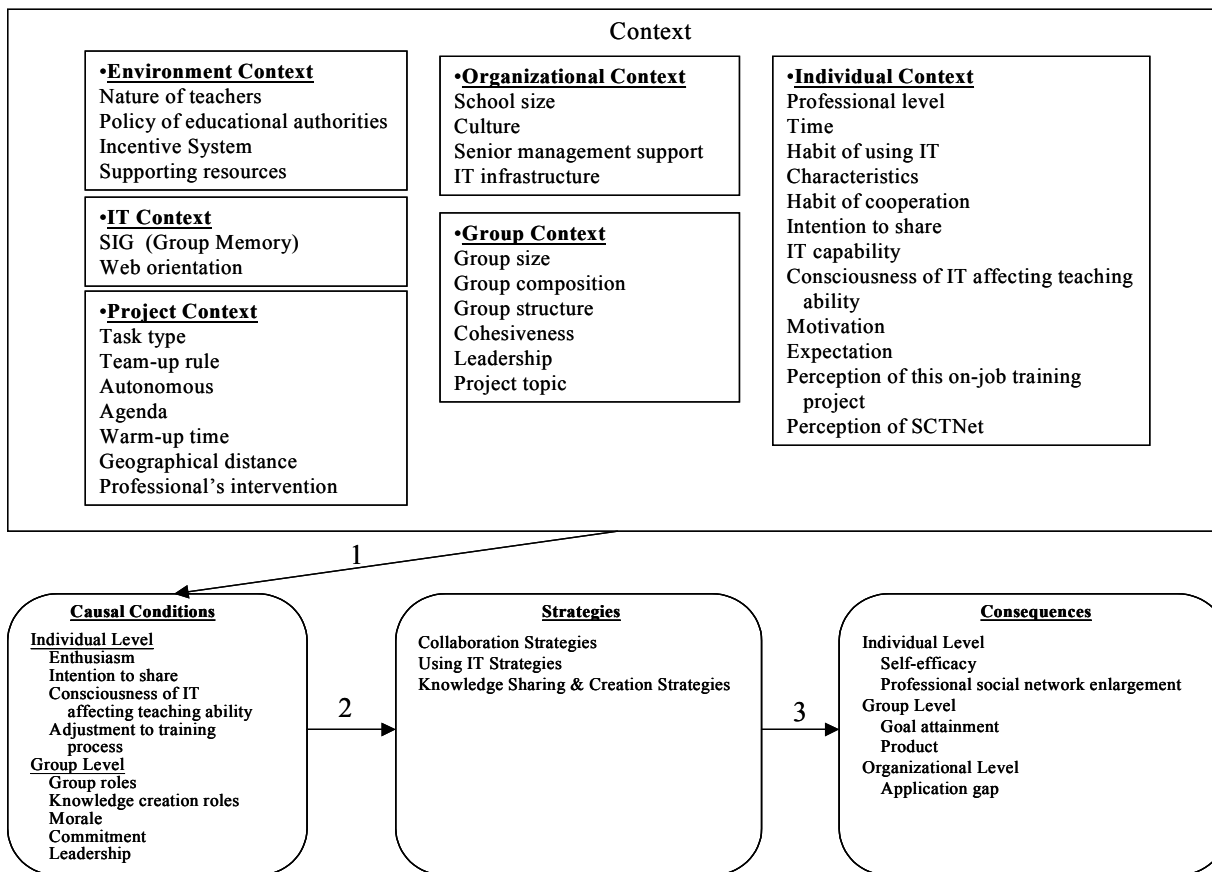 Context
•Environment Context
Nature of teachers
Policy of educational authorities
Incentive System
Supporting resources
•IT Context
SIG (Group Memory)
Web orientation
•Project Context
Task type
Team-up rule
Autonomous
Agenda
Warm-up time
Geographical distance
Professional’s intervention
•Organizational Context
School size
Culture
Senior management support
IT infrastructure
•Group Context
Group size
Group composition
Group structure
Cohesiveness
Leadership
Project topic
•Individual Context
Professional level
Time
Habit of using IT
Characteristics
Habit of cooperation
Intention to share
IT capability
Consciousness of IT affecting teaching
ability
Motivation
Expectation
Perception of this on-job training
project
Perception of SCTNet
1
Causal Conditions
Individual Level
Enthusiasm
Intention to share
Consciousness of IT
affecting teaching ability
Adjustment to training
process
Group Level
Group roles
Knowledge creation roles
Morale
Commitment
Leadership
2
Strategies
Collaboration Strategies
Using IT Strategies
Knowledge Sharing & Creation Strategies
3
Consequences
Individual Level
Self-efficacy
Professional social network enlargement
Group Level
Goal attainment
Product
Organizational Level
Application gap